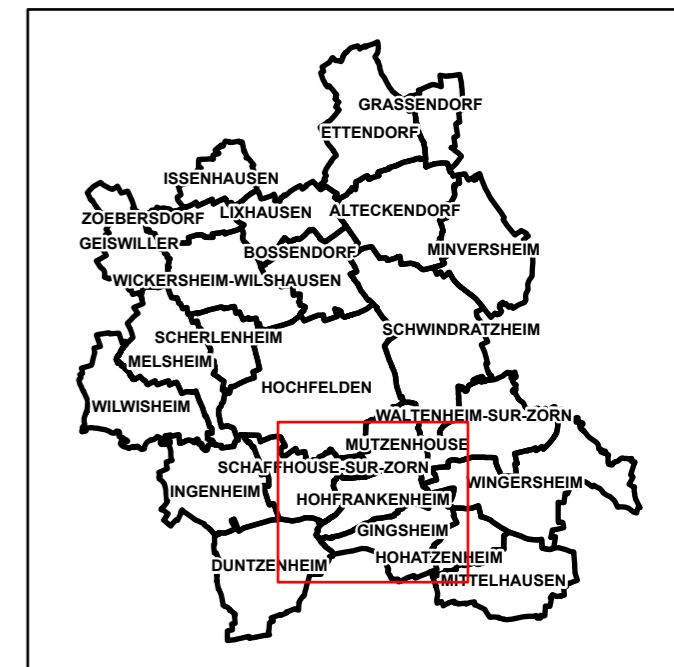 GRASSENDORF
ETTENDORF
ISSENHAUSEN
ZOEBERSDORF
LIXHAUSEN
ALTECKENDORF
GEISWILLER
BOSSENDORF
MINVERSHEIM
WICKERSHEIM-WILSHAUSEN
SCHERLENHEIM
SCHWINDRATZHEIM
MELSHEIM
HOCHFELDEN
WILWISHEIM
WALTENHEIM-SUR-ZORN
MUTZENHOUSE
SCHAFFHOUSE-SUR-ZORN
INGENHEIM
WINGERSHEIM
HOHFRANKENHEIM
GINGSHEIM
DUNTZENHEIM
HOHATZENHEIM
MITTELHAUSEN